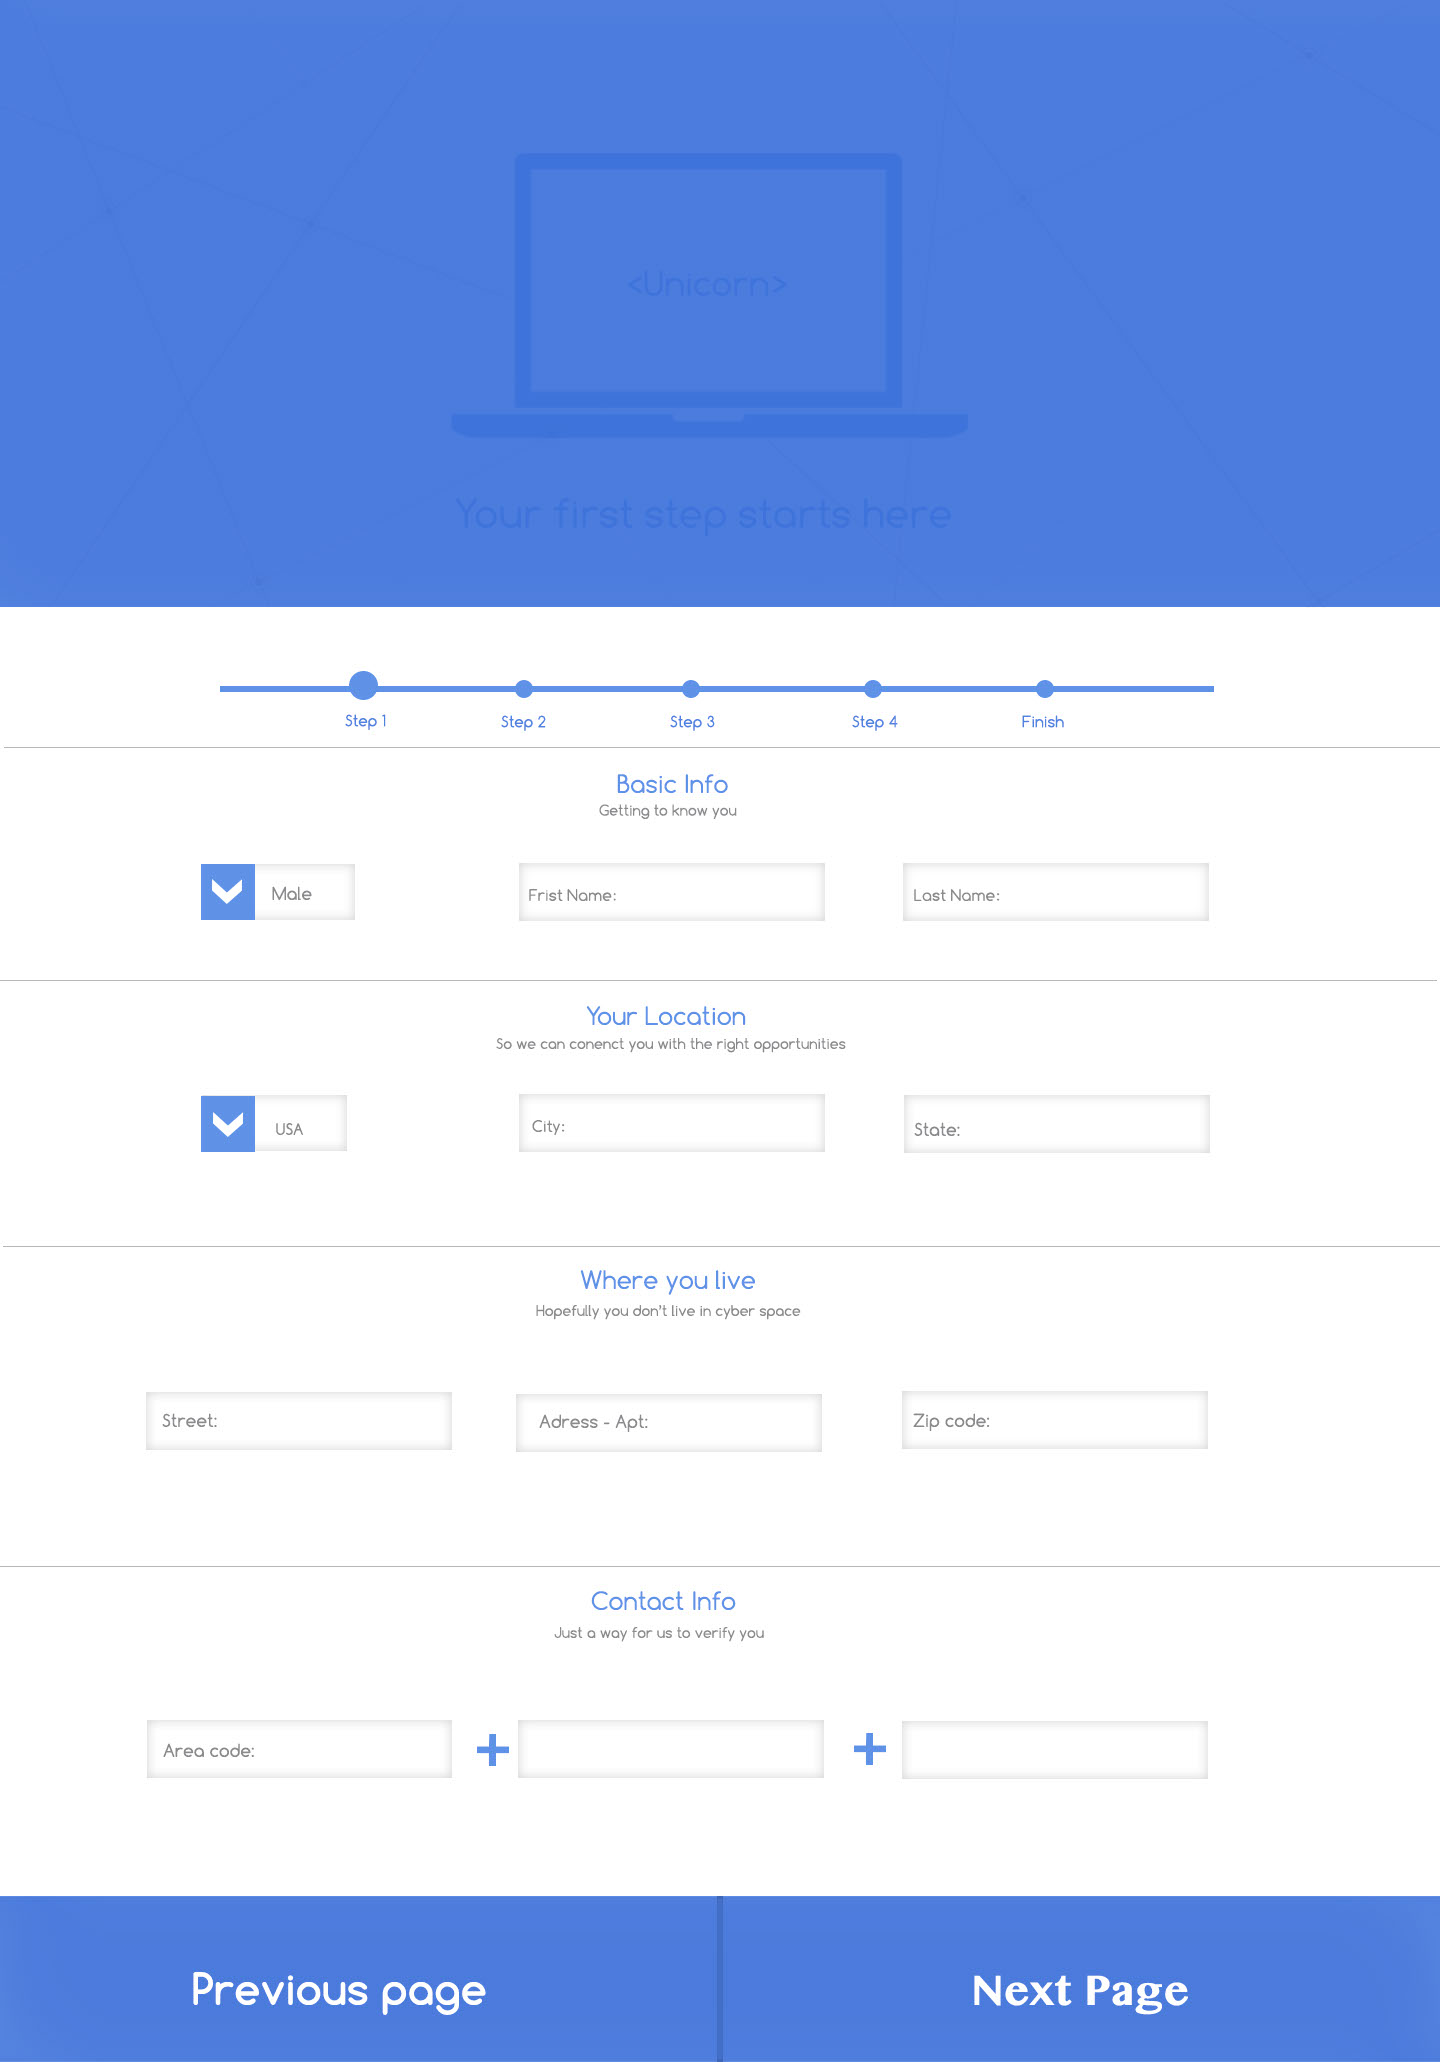 <Unicorn>
Your first step starts here
Step 1 Step 2 Step 3 Step 4 Finish
Basic Info
Getting to know you
Male Frist Name: Last Name:
Your Location
So we can conenct you with the right opportunities
USA City: State:
Where you live
Hopefully you don't live in cyber space
Street: Adress - Apt: Zip code:
Contact Info
Just a way for us to verify you
Area code:
Previous page Next Page